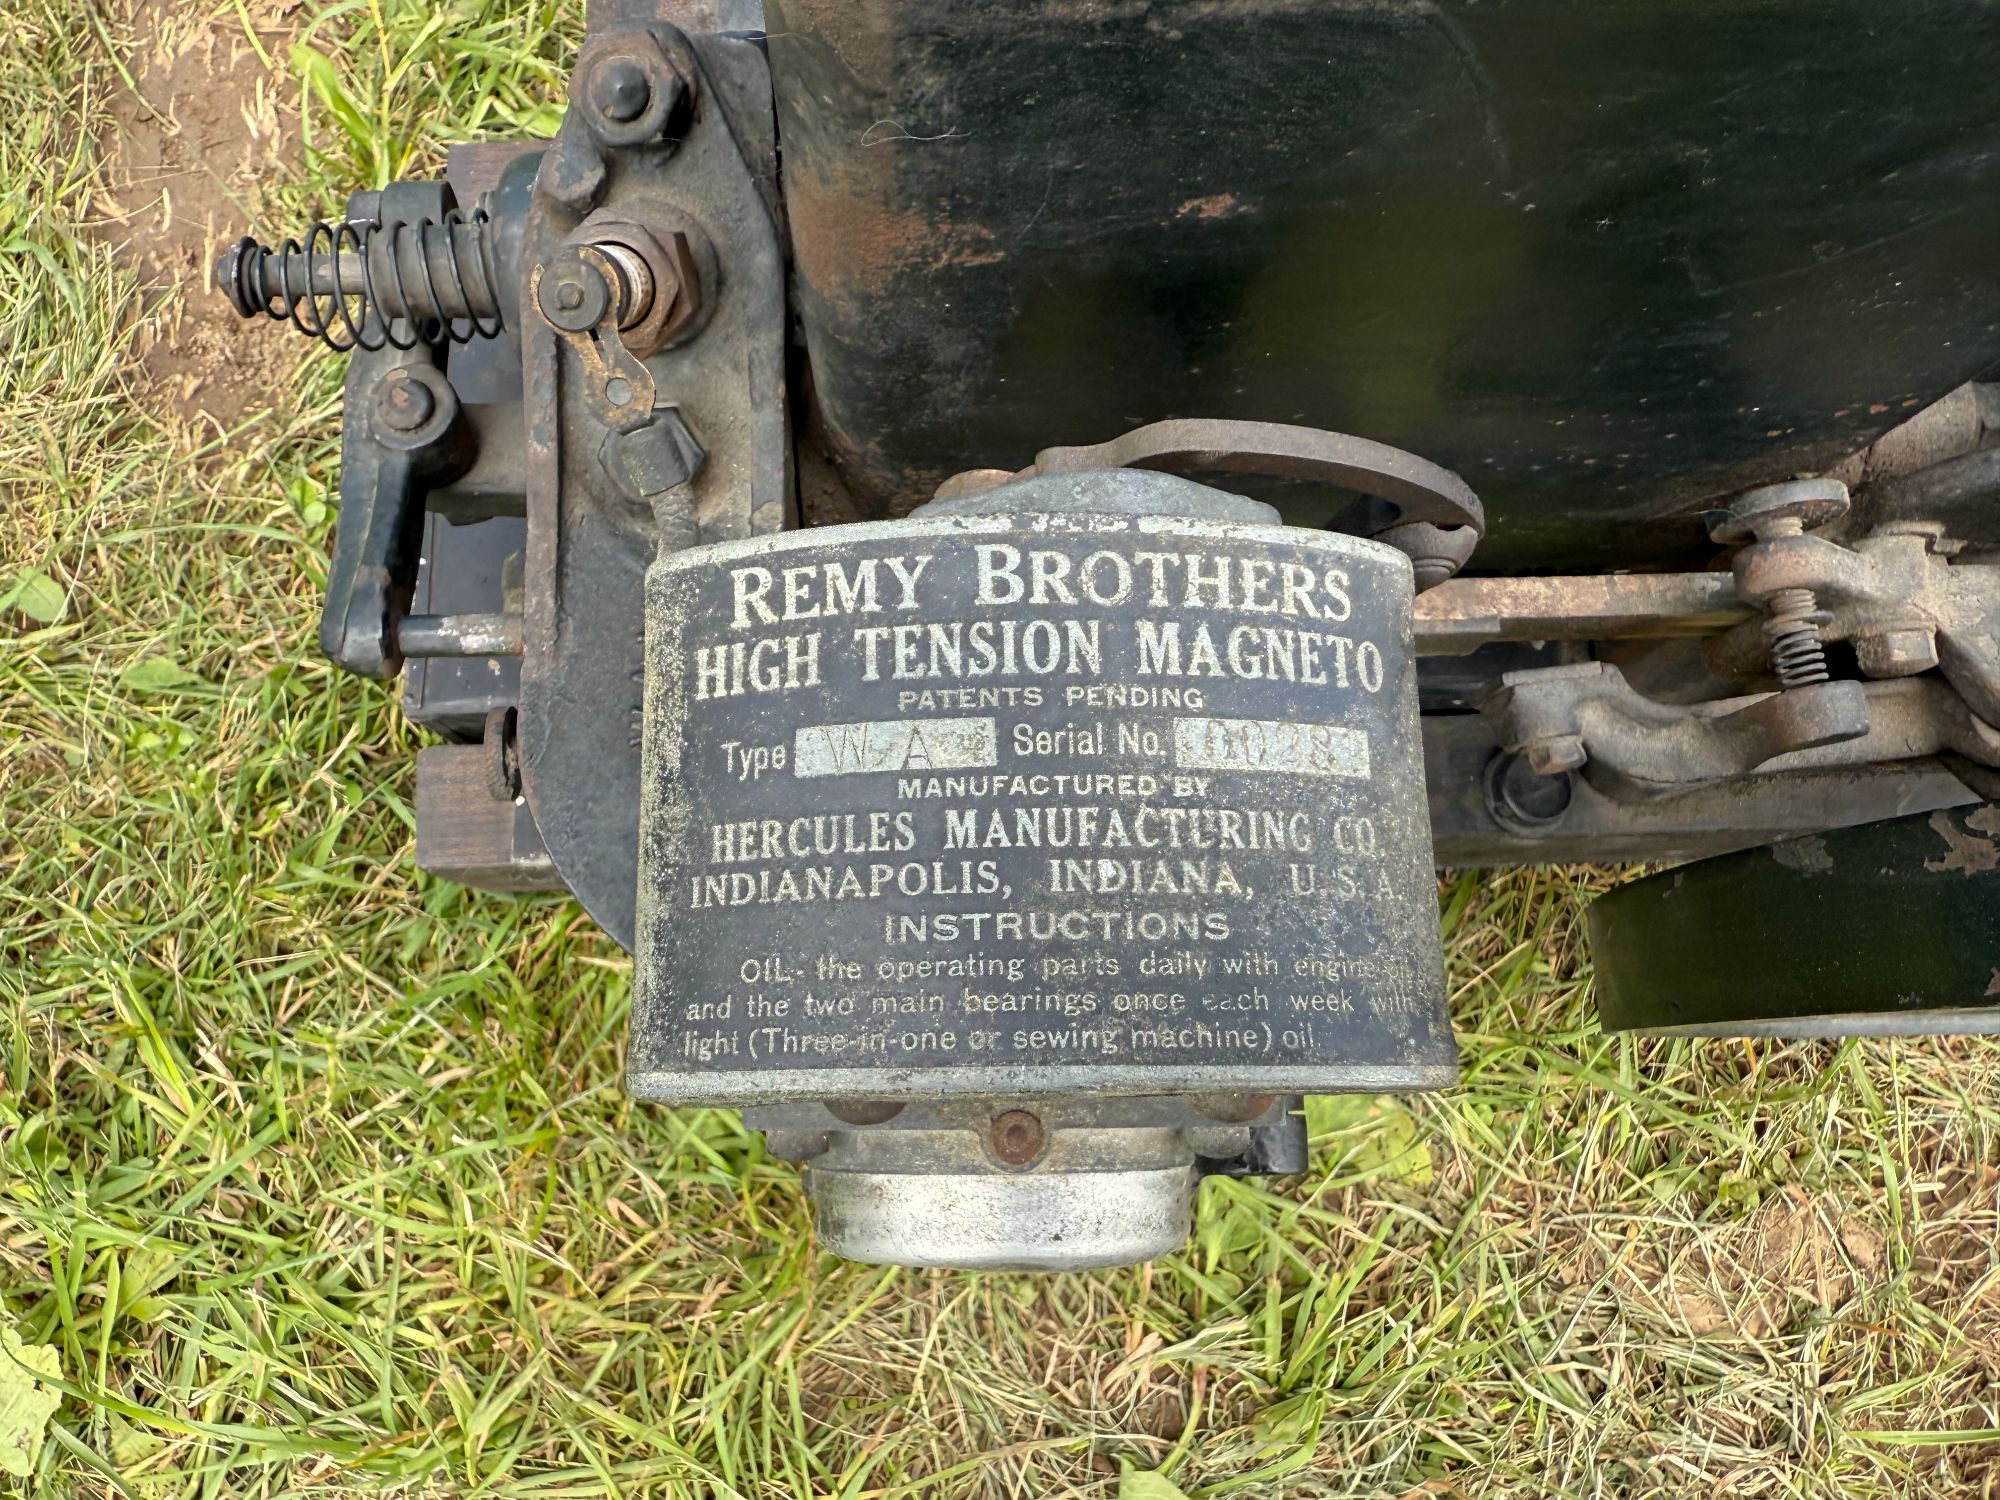 REMY BROTHERS
HIGH TENSION MAGNETO
PATENTS PENDING
Type W-A Serial No.
MANUFACTURED BY
HERCULES MANUFACTURING CO.
INDIANAPOLIS, INDIANA, U.S.A.
INSTRUCTIONS
OIL - the operating parts daily with engine oil
and the two main bearings once each week with
light (Three-in-one or sewing machine) oil.